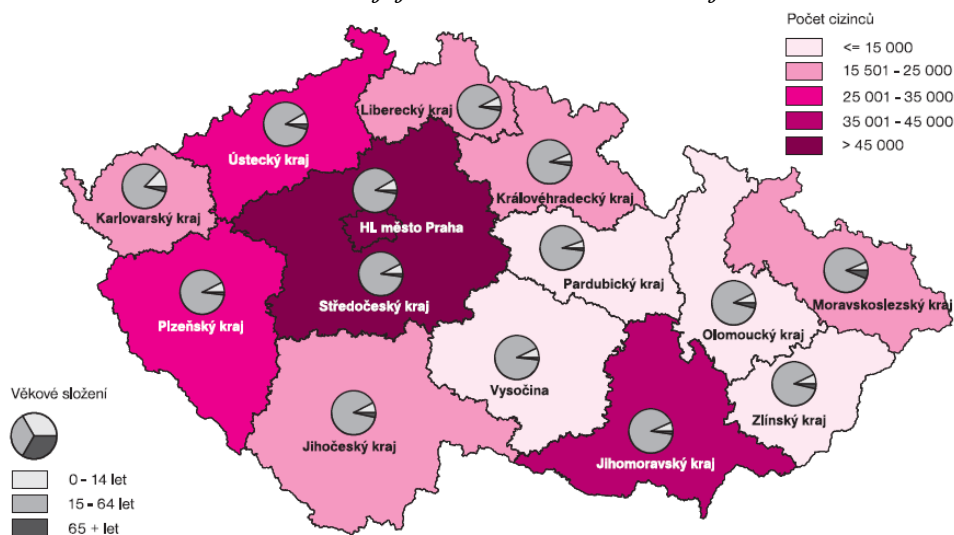 Počet cizinců
<= 15 000
15 501 - 25 000
25 001 - 35 000
35 001 - 45 000
> 45 000
Liberecký kraj
Ústecký kraj
Karlovarský kraj
Královéhradecký kraj
Hl. město Praha
Středočeský kraj
Pardubický kraj
Moravskoslezský kraj
Plzeňský kraj
Olomoucký kraj
Vysočina
Zlínský kraj
Jihočeský kraj
Jihomoravský kraj
Věkové složení
0 - 14 let
15 - 64 let
65 + let